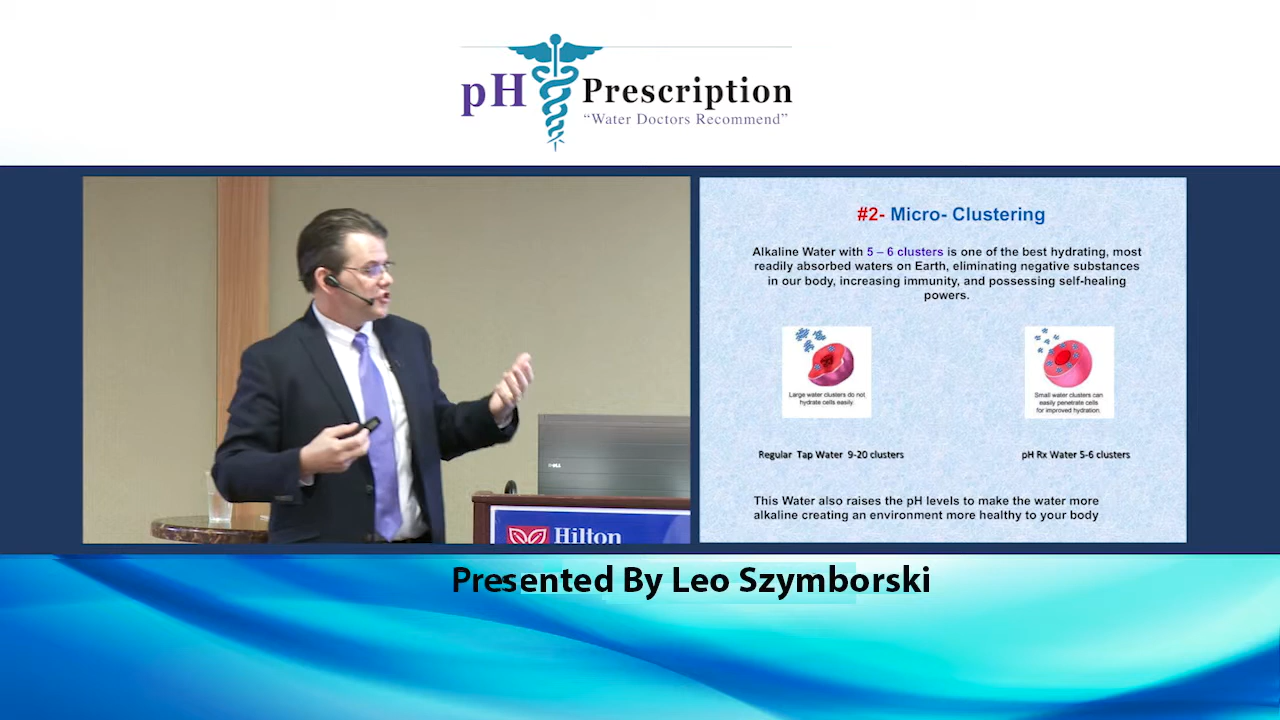 pH Prescription
“Water Doctors Recommend”
#2- Micro- Clustering
Alkaline Water with 5 – 6 clusters is one of the best hydrating, most
readily absorbed waters on Earth, eliminating negative substances
in our body, increasing immunity, and possessing self-healing
powers.
Large water clusters do not
hydrate cells easily.
Small water clusters can
easily penetrate cells
for improved hydration.
Regular Tap Water 9-20 clusters
pH Rx Water 5-6 clusters
This Water also raises the pH levels to make the water more
alkaline creating an environment more healthy to your body
DELL
Hilton
Presented By Leo Szymborski